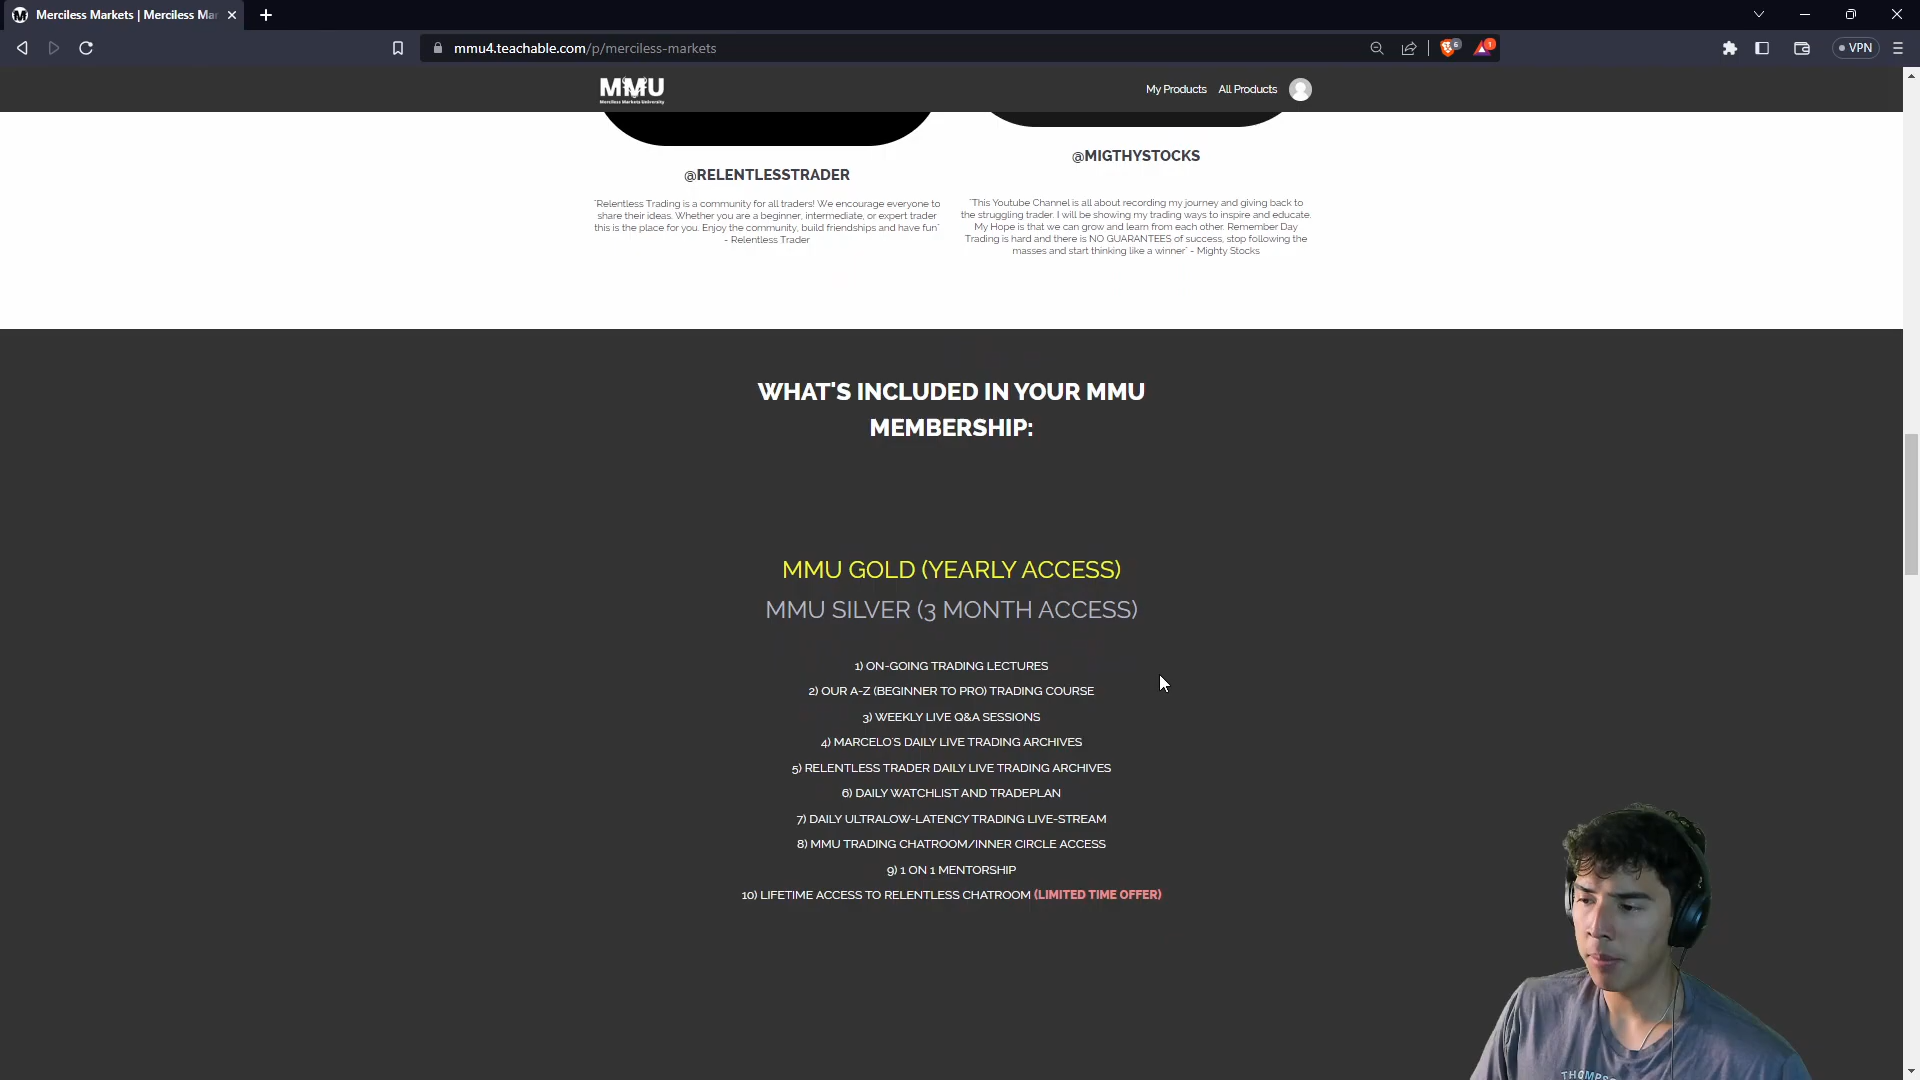 Merciless Markets | Merciless Ma
mmu4.teachable.com/p/merciless-markets
6
1
VPN
MMU
Merciless Markets University
My Products All Products
@RELENTLESSTRADER
"Relentless Trading is a community for all traders! We encourage everyone to
share their ideas. Whether you are a beginner, intermediate, or expert trader
this is the place for you. Enjoy the community, build friendships and have fun"
- Relentless Trader
@MIGTHYSTOCKS
"This Youtube Channel is all about recording my journey and giving back to
the struggling trader. I will be showing my trading ways to inspire and educate.
My Hope is that we can grow and learn from each other. Remember Day
Trading is hard and there is NO GUARANTEES of success, stop following the
masses and start thinking like a winner" - Mighty Stocks
WHAT'S INCLUDED IN YOUR MMU
MEMBERSHIP:
MMU GOLD (YEARLY ACCESS)
MMU SILVER (3 MONTH ACCESS)
1) ON-GOING TRADING LECTURES
2) OUR A-Z (BEGINNER TO PRO) TRADING COURSE
3) WEEKLY LIVE Q&A SESSIONS
4) MARCELO'S DAILY LIVE TRADING ARCHIVES
5) RELENTLESS TRADER DAILY LIVE TRADING ARCHIVES
6) DAILY WATCHLIST AND TRADEPLAN
7) DAILY ULTRALOW-LATENCY TRADING LIVE-STREAM
8) MMU TRADING CHATROOM/INNER CIRCLE ACCESS
9) 1 ON 1 MENTORSHIP
10) LIFETIME ACCESS TO RELENTLESS CHATROOM (LIMITED TIME OFFER)